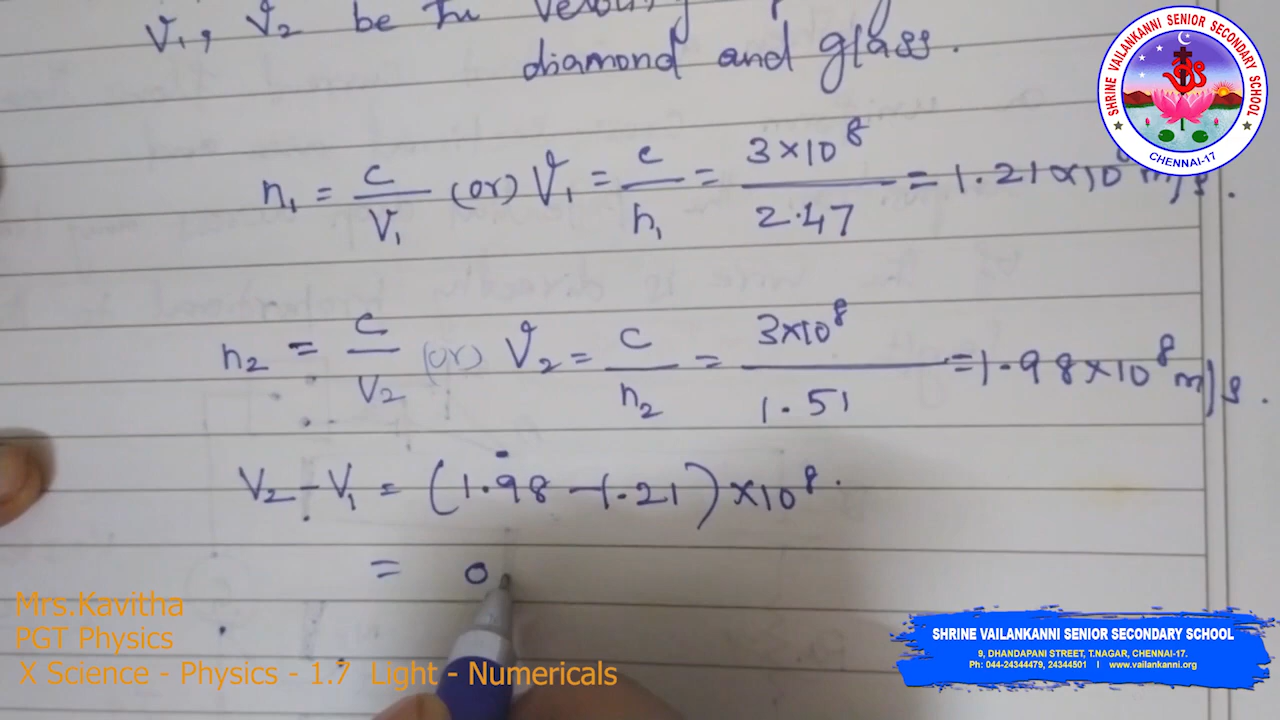 V₁, V₂ be the
diamond and glass.
n₁ = c/V₁ (or) V₁ = c/n₁ = 3×10⁸/2.47 = 1.21×10⁸ m/s.
n₂ = c/V₂ (or) V₂ = c/n₂ = 3×10⁸/1.51 = 1.98×10⁸ m/s.
V₂ - V₁ = (1.98 - 1.21) ×10⁸.
= 0
Mrs.Kavitha
PGT Physics
X Science - Physics - 1.7 Light - Numericals
SHRINE VAILANKANNI SENIOR SECONDARY SCHOOL
CHENNAI-17
SHRINE VAILANKANNI SENIOR SECONDARY SCHOOL
9, DHANDAPANI STREET, T.NAGAR, CHENNAI-17.
Ph: 044-24344479, 24344501 | www.vailankanni.org